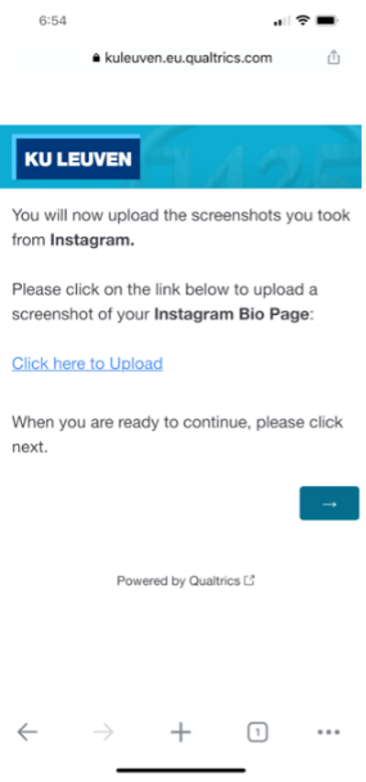 6:54
kuleuven.eu.qualtrics.com
KU LEUVEN
1425
You will now upload the screenshots you took
from Instagram.
Please click on the link below to upload a
screenshot of your Instagram Bio Page:
Click here to Upload
When you are ready to continue, please click
next.
→
Powered by Qualtrics
1